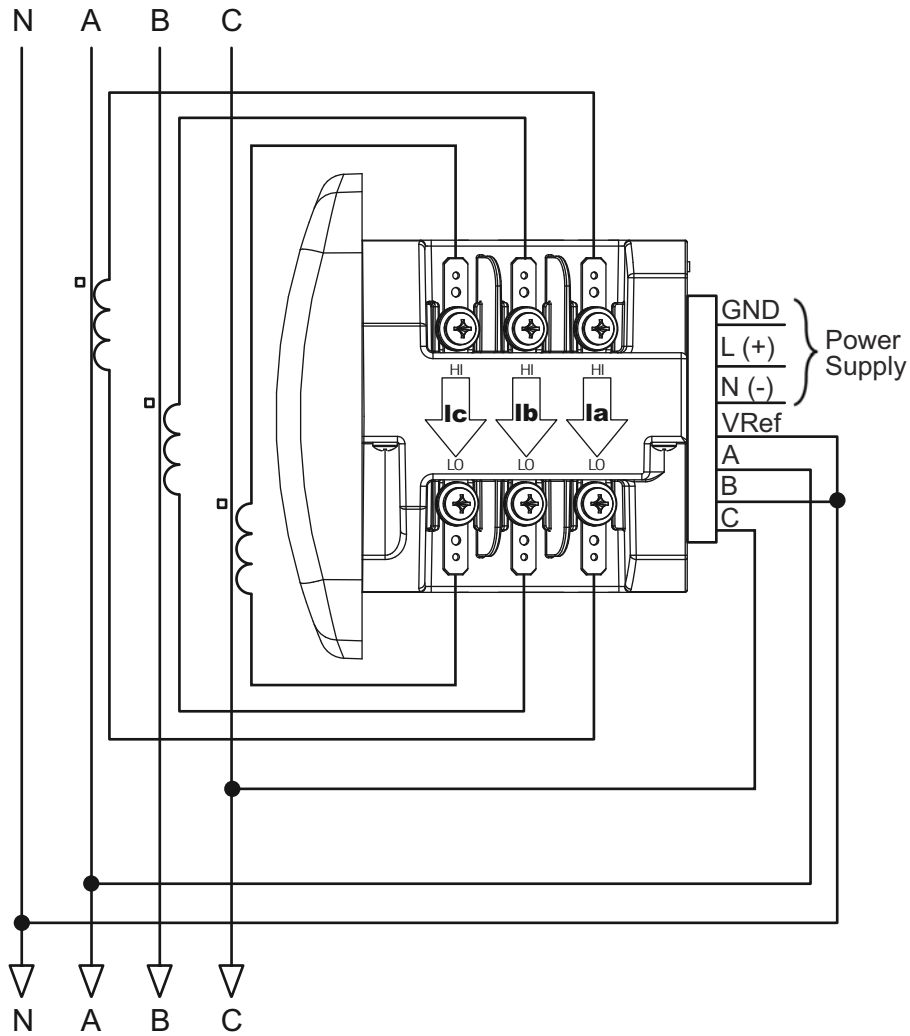 N A B C
GND
L (+)
N (-)
Power
Supply
VRef
A
B
C
HI HI HI
Ic Ib Ia
LO LO LO
N A B C